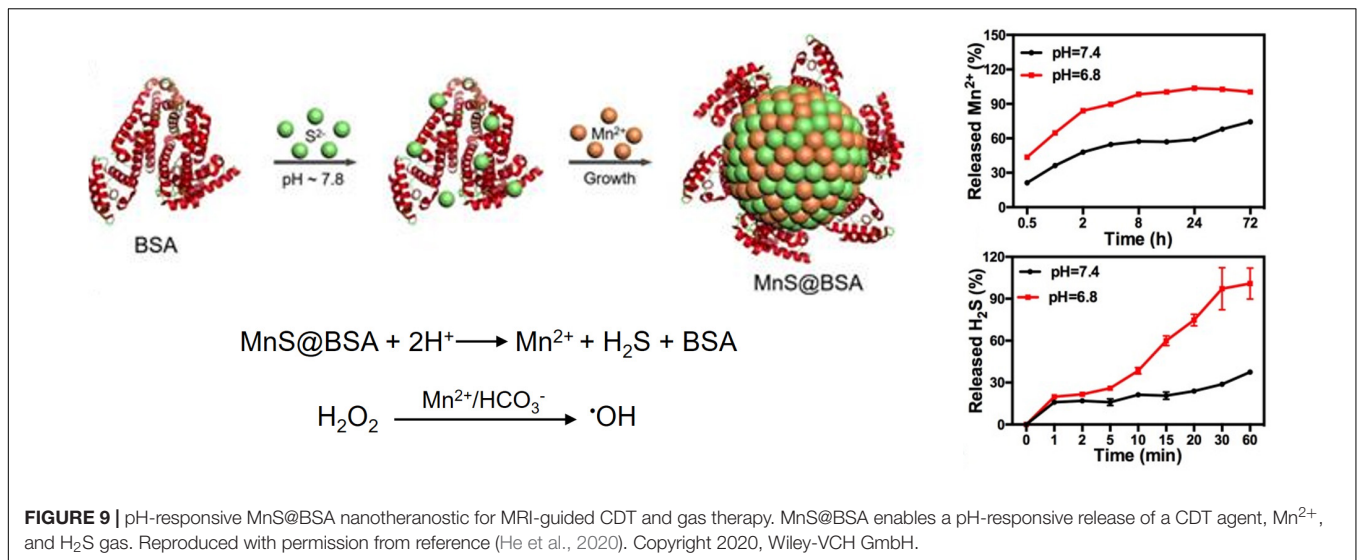 S²⁻
pH ~ 7.8
Mn²⁺
Growth
BSA
MnS@BSA
MnS@BSA + 2H⁺ ⟶ Mn²⁺ + H₂S + BSA
H₂O₂ Mn²⁺/HCO₃⁻ ⟶ •OH
Released Mn²⁺ (%)
150
120
90
60
30
0
pH=7.4
pH=6.8
0.5 2 8 24 72
Time (h)
Released H₂S (%)
120
90
60
30
0
pH=7.4
pH=6.8
0 1 2 5 10 15 20 30 60
Time (min)
FIGURE 9 | pH-responsive MnS@BSA nanotheranostic for MRI-guided CDT and gas therapy. MnS@BSA enables a pH-responsive release of a CDT agent, Mn²⁺,
and H₂S gas. Reproduced with permission from reference (He et al., 2020). Copyright 2020, Wiley-VCH GmbH.